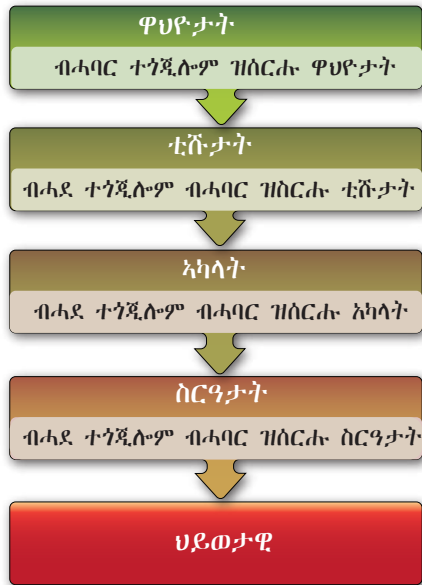 ዋህዮታት
ብሓባር ተጎጂሎም ዝሰርሑ ዋህዮታት
ቲሹታት
ብሓደ ተጎጂሎም ብሓባር ዝስርሑ ቲሹታት
ኣካላት
ብሓደ ተጎጂሎም ብሓባር ዝሰርሑ ኣካላት
ስርዓታት
ብሓደ ተጎጂሎም ብሓባር ዝሰርሑ ስርዓታት
ህይወታዊ